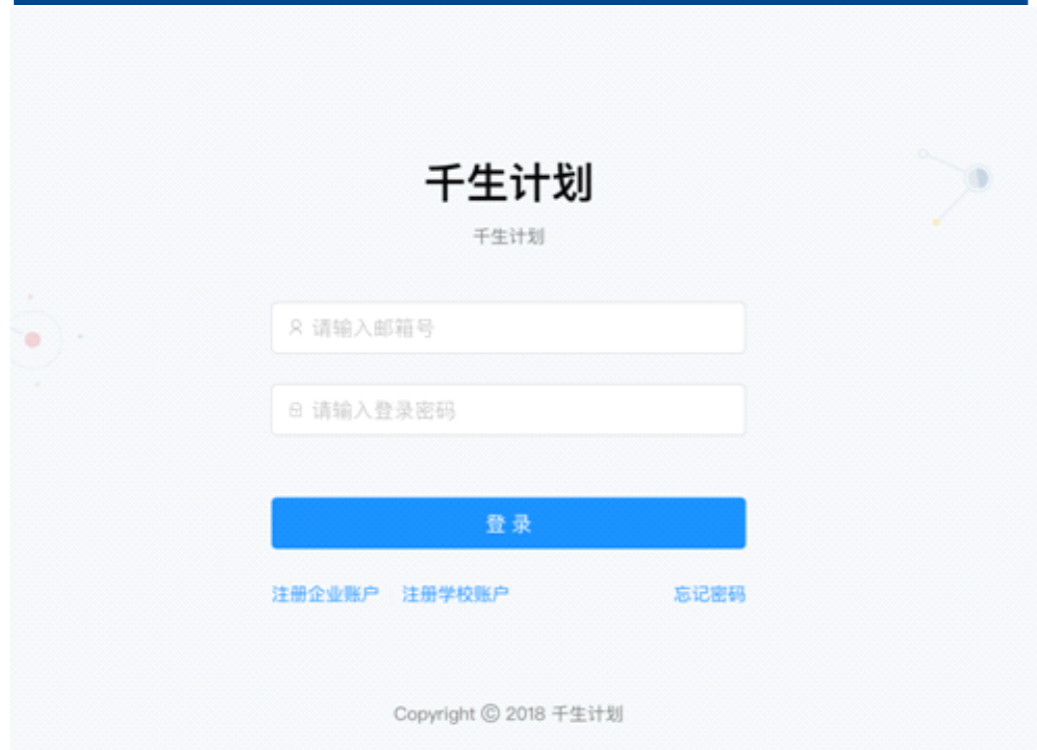 千生计划
千生计划
请输入邮箱号
请输入登录密码
登 录
注册企业账户 注册学校账户 忘记密码
Copyright © 2018 千生计划